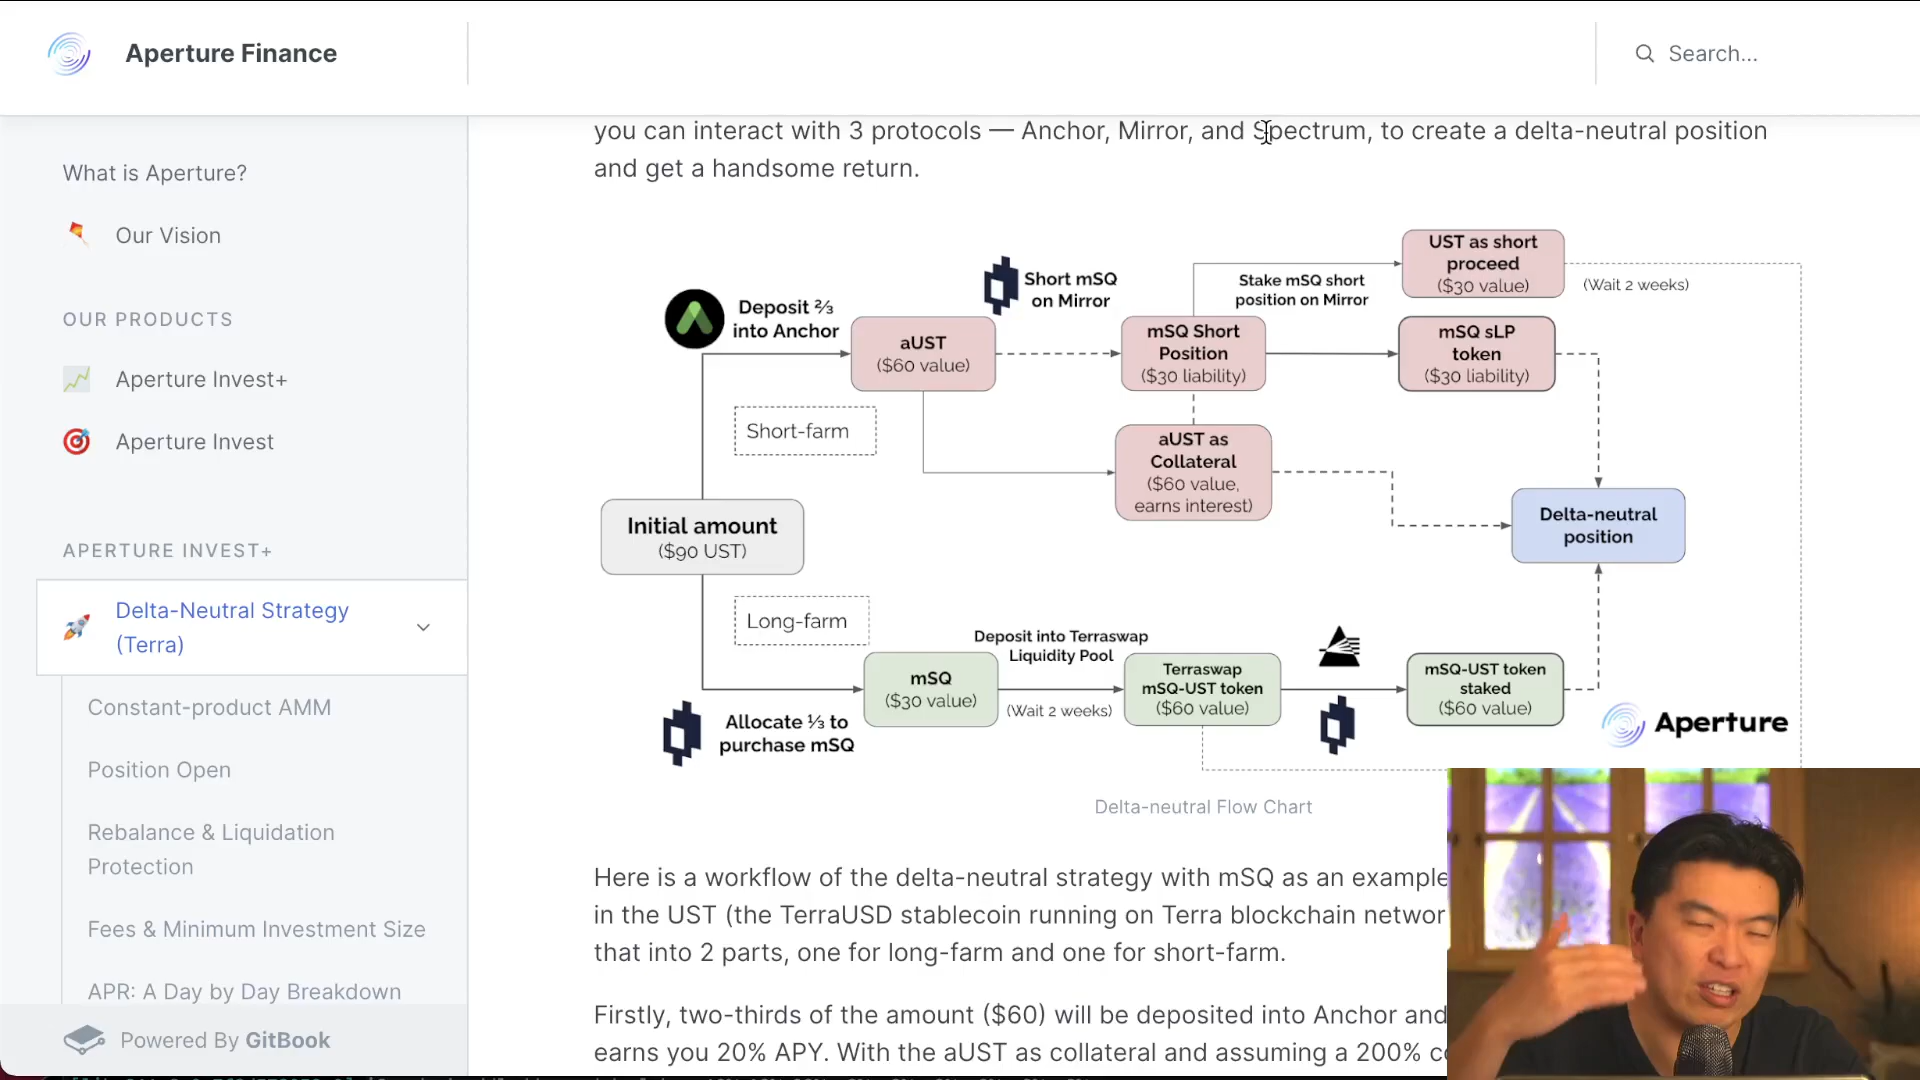 Aperture Finance
Search...
What is Aperture?
Our Vision
OUR PRODUCTS
Aperture Invest+
Aperture Invest
APERTURE INVEST+
Delta-Neutral Strategy
(Terra)
Constant-product AMM
Position Open
Rebalance & Liquidation
Protection
Fees & Minimum Investment Size
APR: A Day by Day Breakdown
Powered By GitBook
you can interact with 3 protocols — Anchor, Mirror, and Spectrum, to create a delta-neutral position
and get a handsome return.
Deposit ⅔
into Anchor
aUST
($60 value)
Short mSQ
on Mirror
mSQ Short
Position
($30 liability)
Stake mSQ short
position on Mirror
UST as short
proceed
($30 value)
(Wait 2 weeks)
mSQ sLP
token
($30 liability)
Short-farm
aUST as
Collateral
($60 value,
earns interest)
Initial amount
($90 UST)
Delta-neutral
position
Long-farm
Allocate ⅓ to
purchase mSQ
mSQ
($30 value)
Deposit into Terraswap
Liquidity Pool
(Wait 2 weeks)
Terraswap
mSQ-UST token
($60 value)
mSQ-UST token
staked
($60 value)
Aperture
Delta-neutral Flow Chart
Here is a workflow of the delta-neutral strategy with mSQ as an example
in the UST (the TerraUSD stablecoin running on Terra blockchain networ
that into 2 parts, one for long-farm and one for short-farm.
Firstly, two-thirds of the amount ($60) will be deposited into Anchor and
earns you 20% APY. With the aUST as collateral and assuming a 200% c